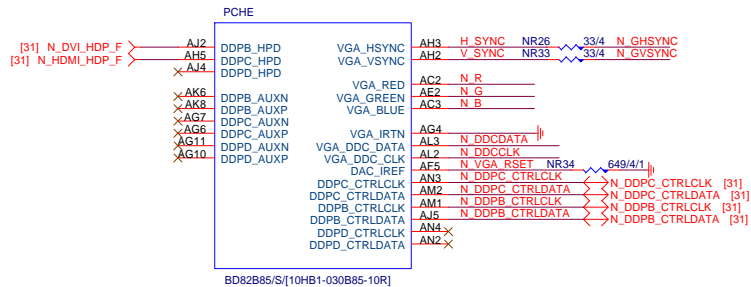 PCHE
[31] N_DVI_HDP_F AJ2 DDPB_HPD VGA_HSYNC AH3 H_SYNC NR26 33/4 N_GHSYNC
[31] N_HDMI_HDP_F AH5 DDPC_HPD VGA_VSYNC AH2 V_SYNC NR33 33/4 N_GVSYNC
AJ4 DDPD_HPD
VGA_RED AC2 N_R
AK6 DDPB_AUXN VGA_GREEN AE2 N_G
AK8 DDPB_AUXP VGA_BLUE AC3 N_B
AG7 DDPC_AUXN
AG6 DDPC_AUXP VGA_IRTN AG4
AG11 DDPD_AUXN VGA_DDC_DATA AL3 N_DDCDATA
AG10 DDPD_AUXP VGA_DDC_CLK AL2 N_DDCCLK
DAC_IREF AF5 N_VGA_RSET NR34 649/4/1
DDPC_CTRLCLK AN3 N_DDPC_CTRLCLK N_DDPC_CTRLCLK [31]
DDPC_CTRLDATA AM2 N_DDPC_CTRLDATA N_DDPC_CTRLDATA [31]
DDPB_CTRLCLK AM1 N_DDPB_CTRLCLK N_DDPB_CTRLCLK [31]
DDPB_CTRLDATA AJ5 N_DDPB_CTRLDATA N_DDPB_CTRLDATA [31]
DDPD_CTRLCLK AN4
DDPD_CTRLDATA AN2
BD82B85/S/[10HB1-030B85-10R]